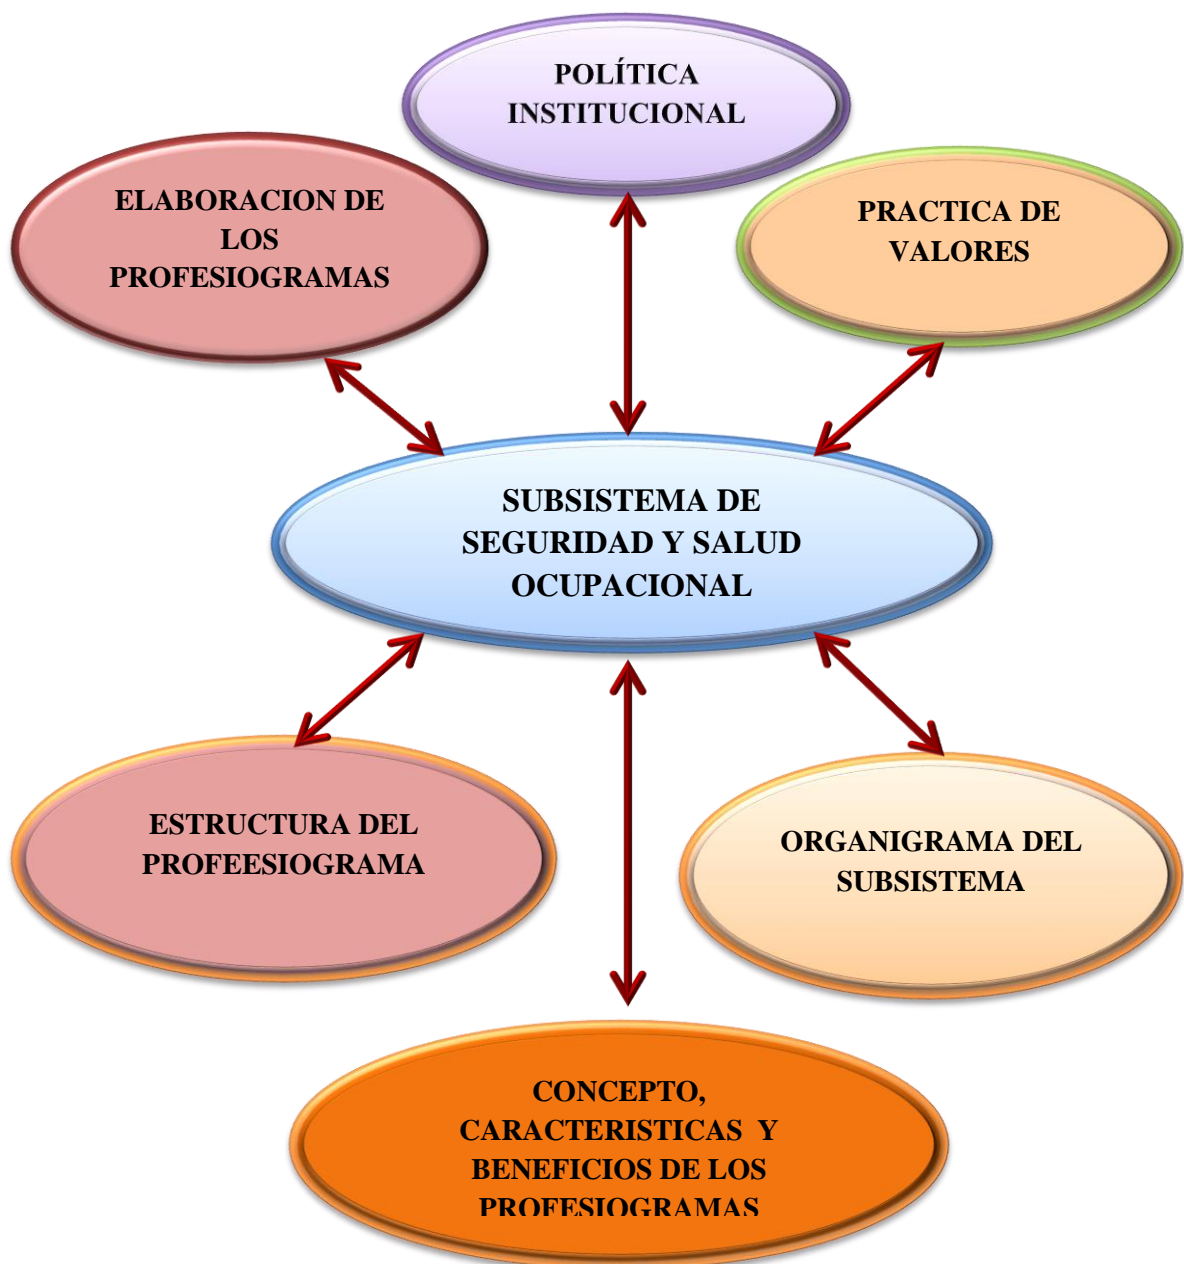 POLÍTICA
INSTITUCIONAL
ELABORACION DE
LOS
PROFESIOGRAMAS
PRACTICA DE
VALORES
SUBSISTEMA DE
SEGURIDAD Y SALUD
OCUPACIONAL
ESTRUCTURA DEL
PROFEESIOGRAMA
ORGANIGRAMA DEL
SUBSISTEMA
CONCEPTO,
CARACTERISTICAS Y
BENEFICIOS DE LOS
PROFESIOGRAMAS